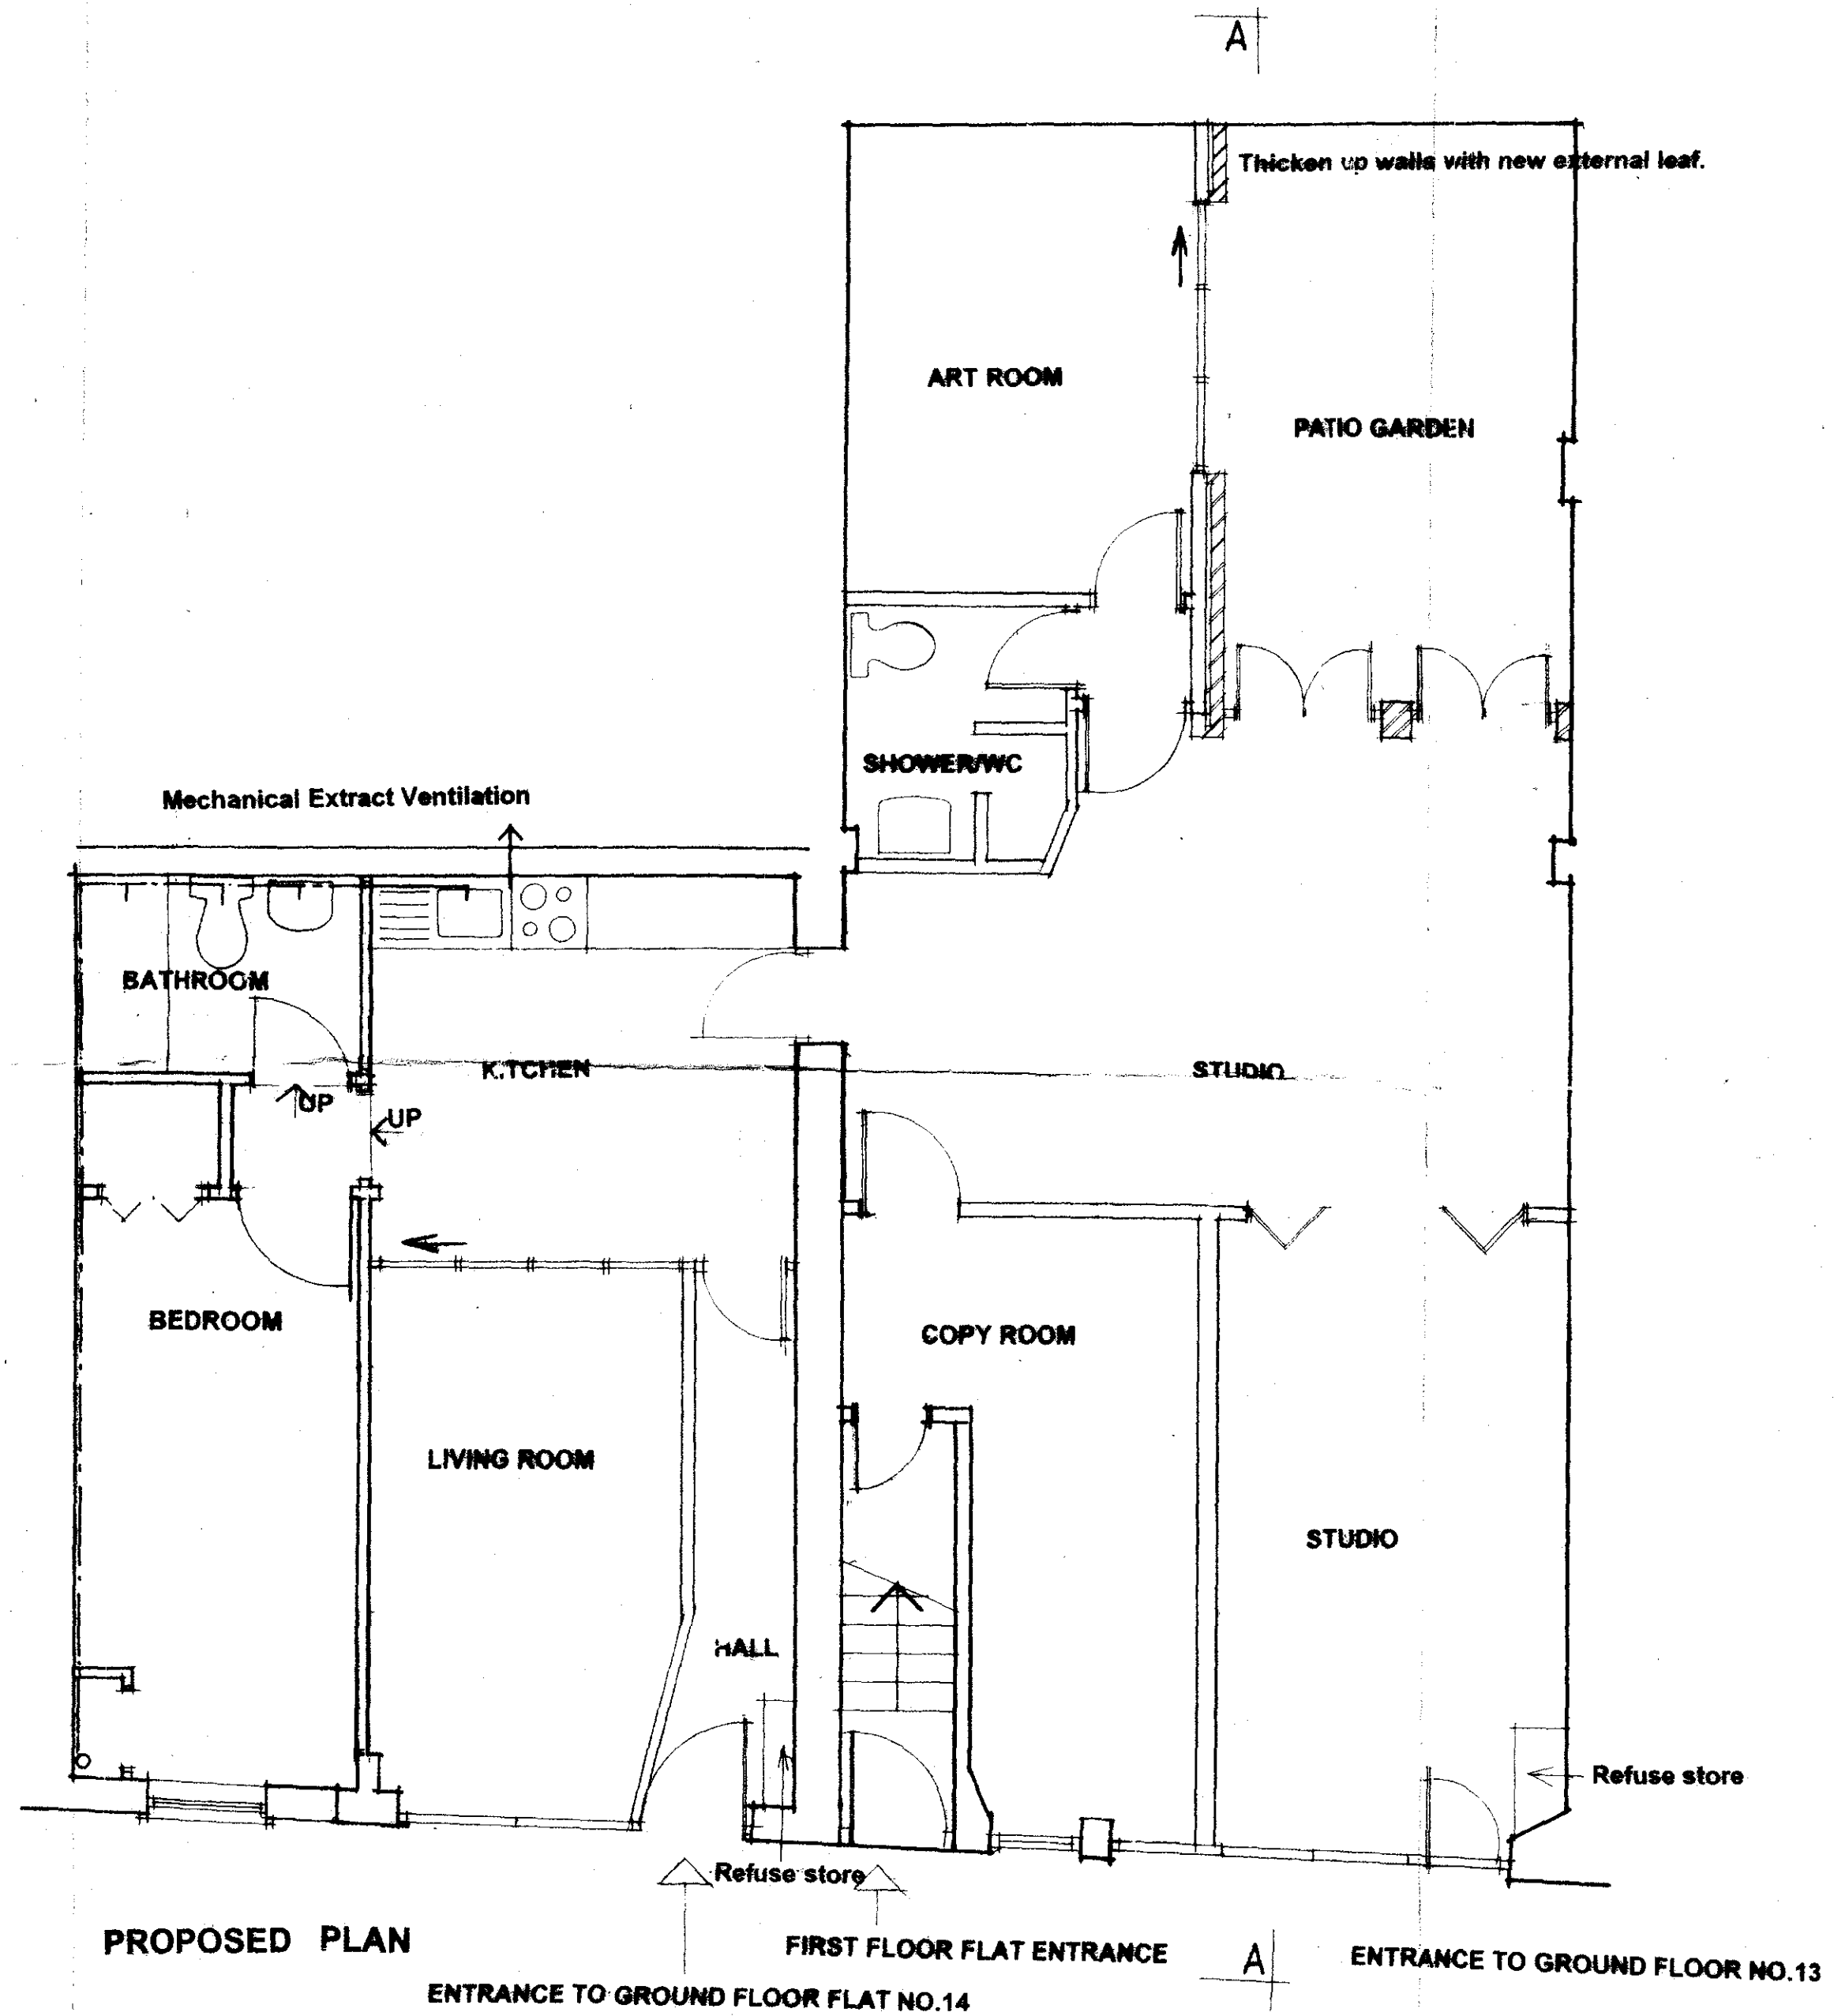 A
Thicken up walls with new external leaf.
ART ROOM
PATIO GARDEN
SHOWER/WC
Mechanical Extract Ventilation
BATHROOM
KITCHEN
STUDIO
UP
UP
BEDROOM
COPY ROOM
LIVING ROOM
STUDIO
HALL
Refuse store
Refuse store
PROPOSED PLAN
FIRST FLOOR FLAT ENTRANCE
A
ENTRANCE TO GROUND FLOOR NO.13
ENTRANCE TO GROUND FLOOR FLAT NO.14